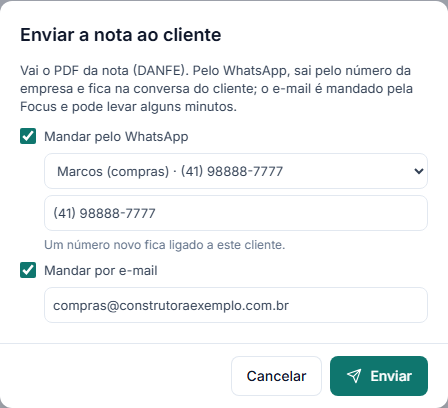 Enviar a nota ao cliente
Vai o PDF da nota (DANFE). Pelo WhatsApp, sai pelo número da
empresa e fica na conversa do cliente; o e-mail é mandado pela
Focus e pode levar alguns minutos.
Mandar pelo WhatsApp
Marcos (compras) · (41) 98888-7777
(41) 98888-7777
Um número novo fica ligado a este cliente.
Mandar por e-mail
compras@construtoraexemplo.com.br
Cancelar
Enviar